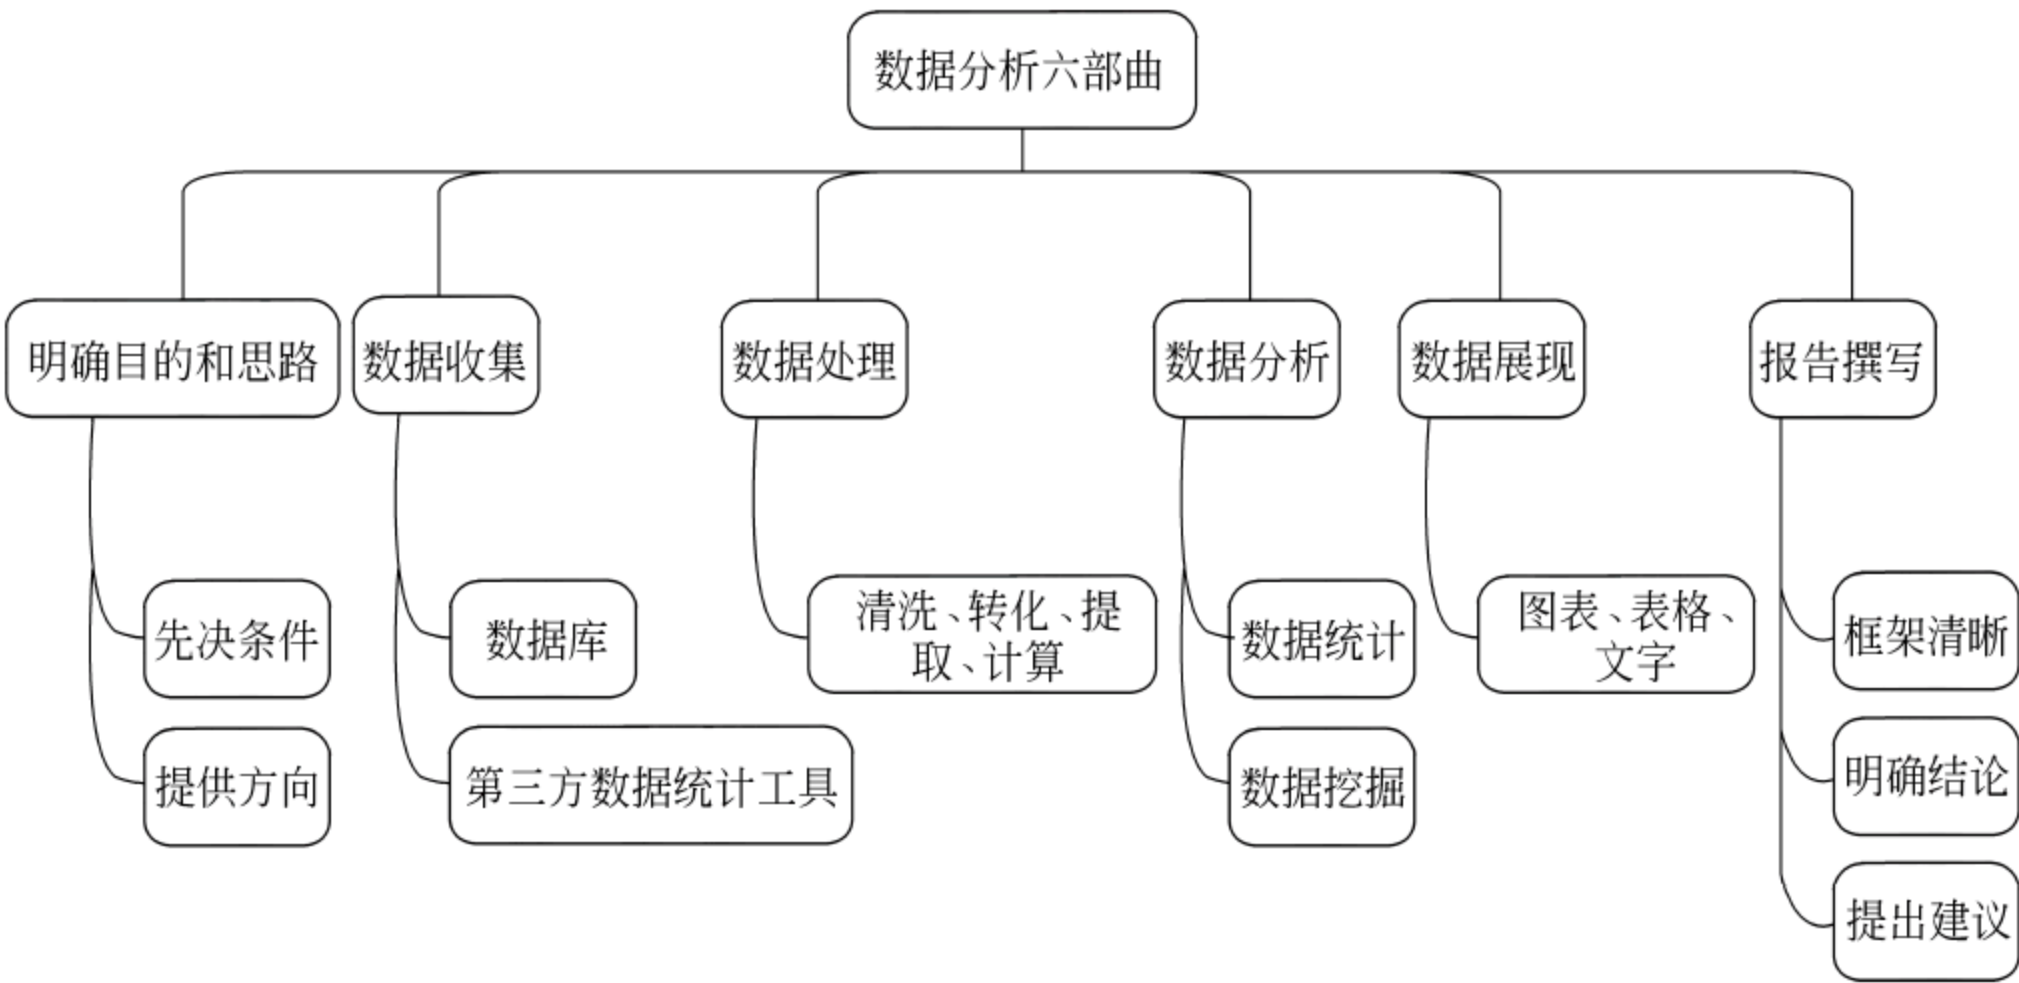 数据分析六部曲
明确目的和思路
数据收集
数据处理
数据分析
数据展现
报告撰写
先决条件
提供方向
数据库
第三方数据统计工具
清洗、转化、提
取、计算
数据统计
数据挖掘
图表、表格、
文字
框架清晰
明确结论
提出建议